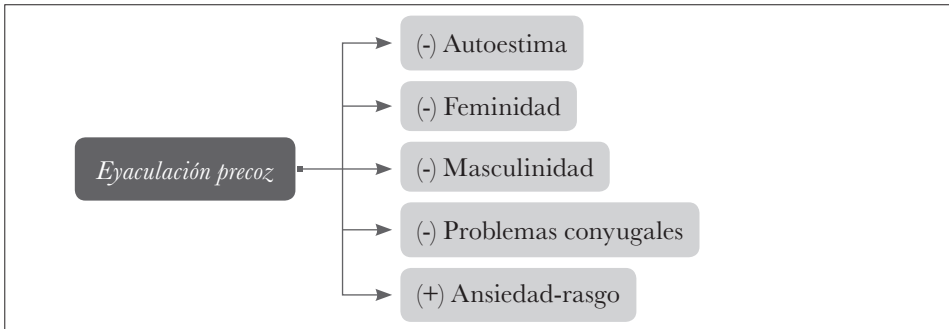 (-) Autoestima
(-) Feminidad
Eyaculación precoz
(-) Masculinidad
(-) Problemas conyugales
(+) Ansiedad-rasgo